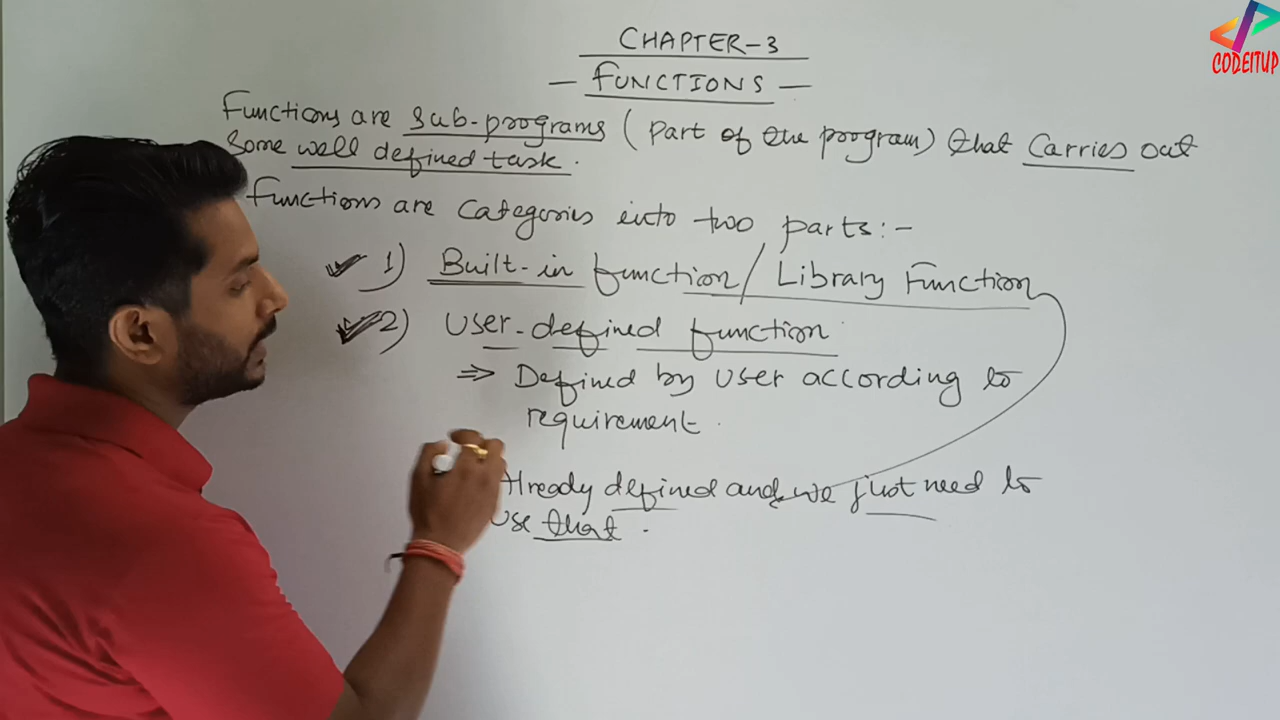 CHAPTER-3
CODEITUP
- FUNCTIONS -
Functions are sub-programs (part of the program) that carries out
some well defined task.
Functions are categories into two parts:-
1) Built-in function / Library Function
2) User-defined function
⇒ Defined by user according to
requirement.
Already defined and we just need to
use that.